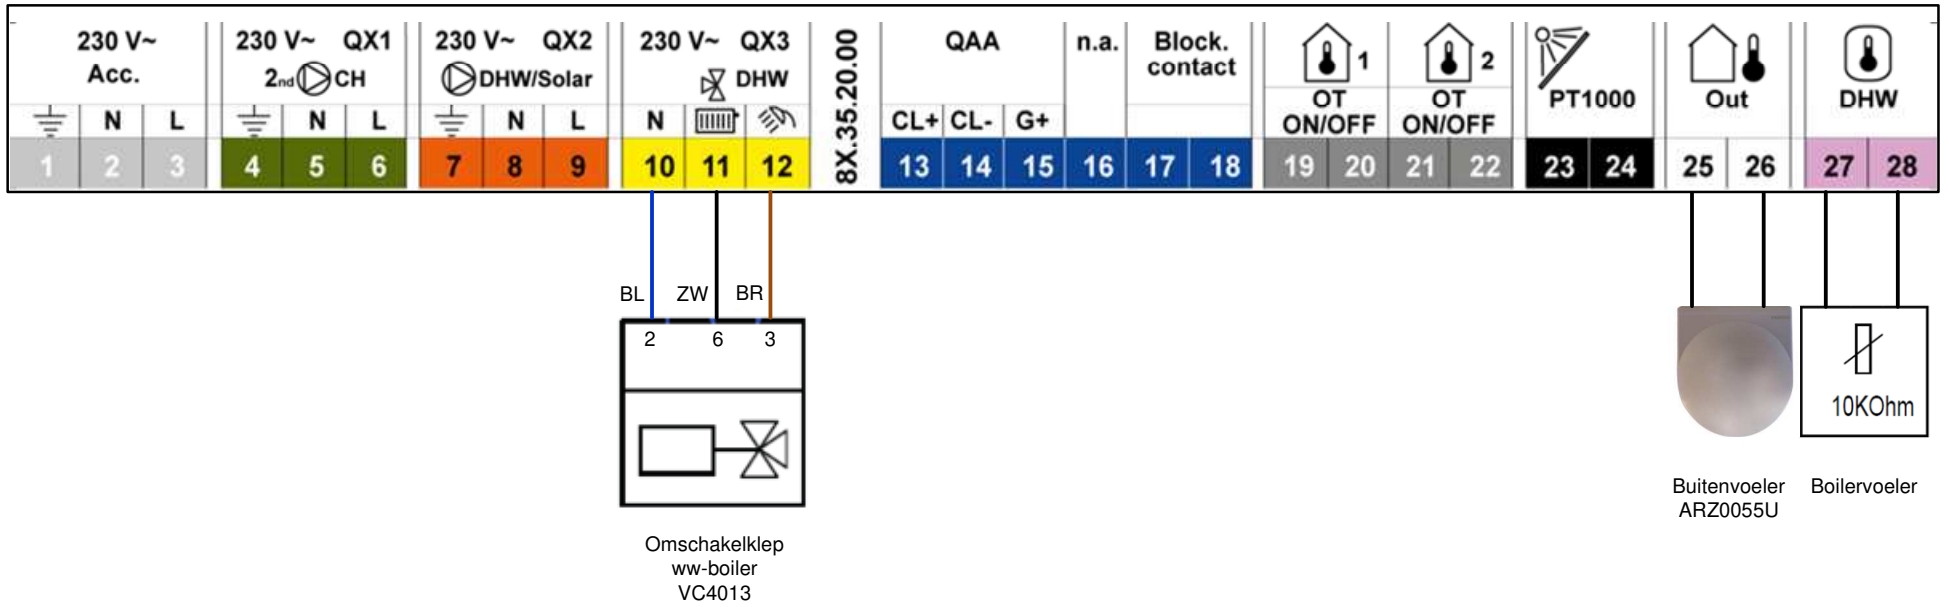 230 V~
Acc.
230 V~ QX1
2nd CH
230 V~ QX2
DHW/Solar
230 V~ QX3
DHW
8X.35.20.00
QAA
n.a.
Block.
contact
1
OT
ON/OFF
2
OT
ON/OFF
PT1000
Out
DHW
N L N L N L N CL+ CL- G+
1 2 3 4 5 6 7 8 9 10 11 12 13 14 15 16 17 18 19 20 21 22 23 24 25 26 27 28
BL ZW BR
2 6 3
10KOhm
Buitenvoeler
ARZ0055U
Boilervoeler
Omschakelklep
ww-boiler
VC4013